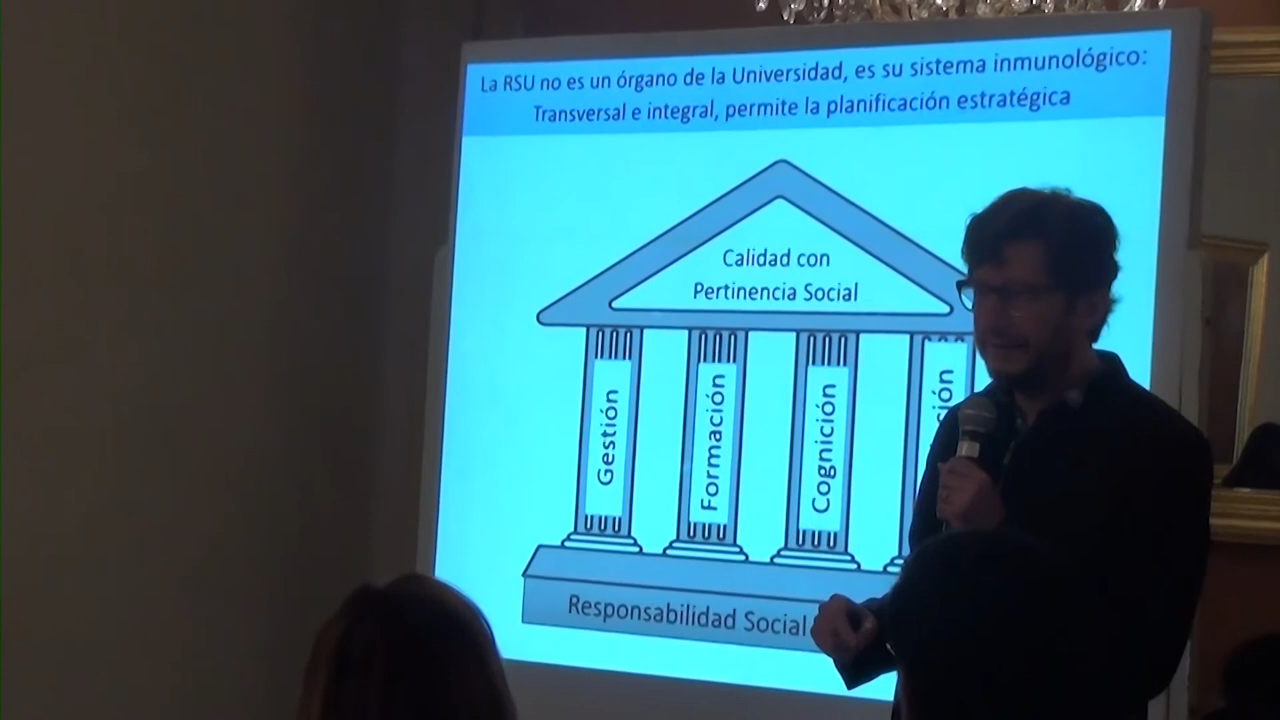 La RSU no es un órgano de la Universidad, es su sistema inmunológico:
Transversal e integral, permite la planificación estratégica
Calidad con
Pertinencia Social
Gestión
Formación
Cognición
ción
Responsabilidad Social